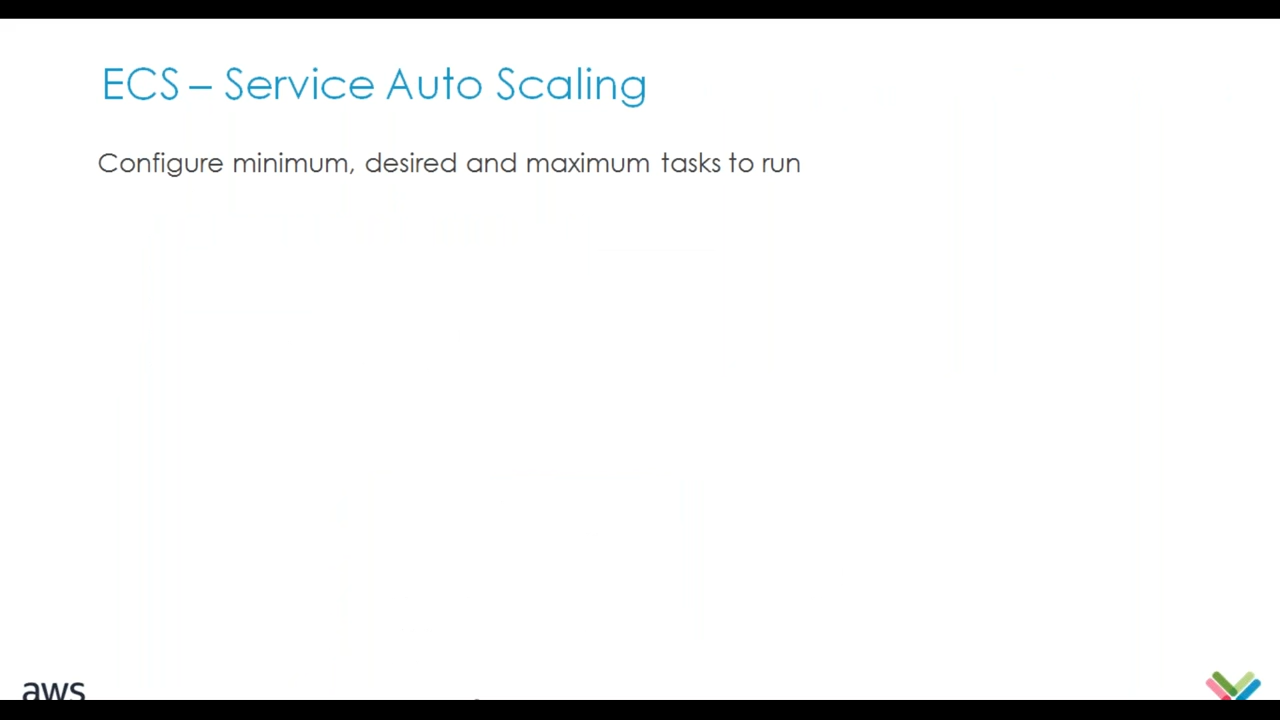 ECS – Service Auto Scaling
Configure minimum, desired and maximum tasks to run
aws